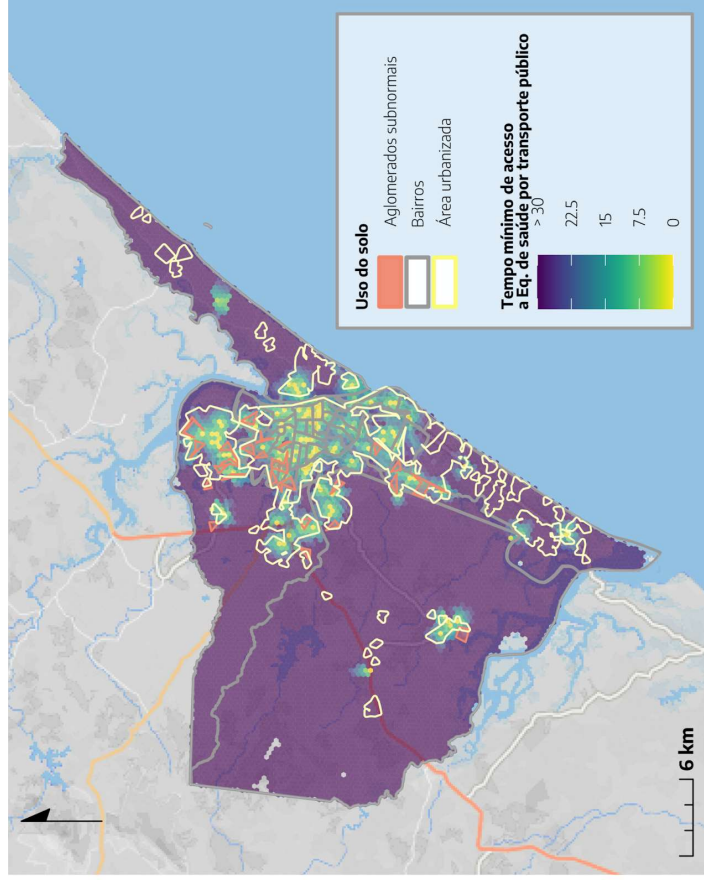 Uso do solo
Aglomerados subnormais
Bairros
Área urbanizada
Tempo mínimo de acesso
a Eq. de saúde por transporte público
> 30
22.5
15
7.5
0
6 km